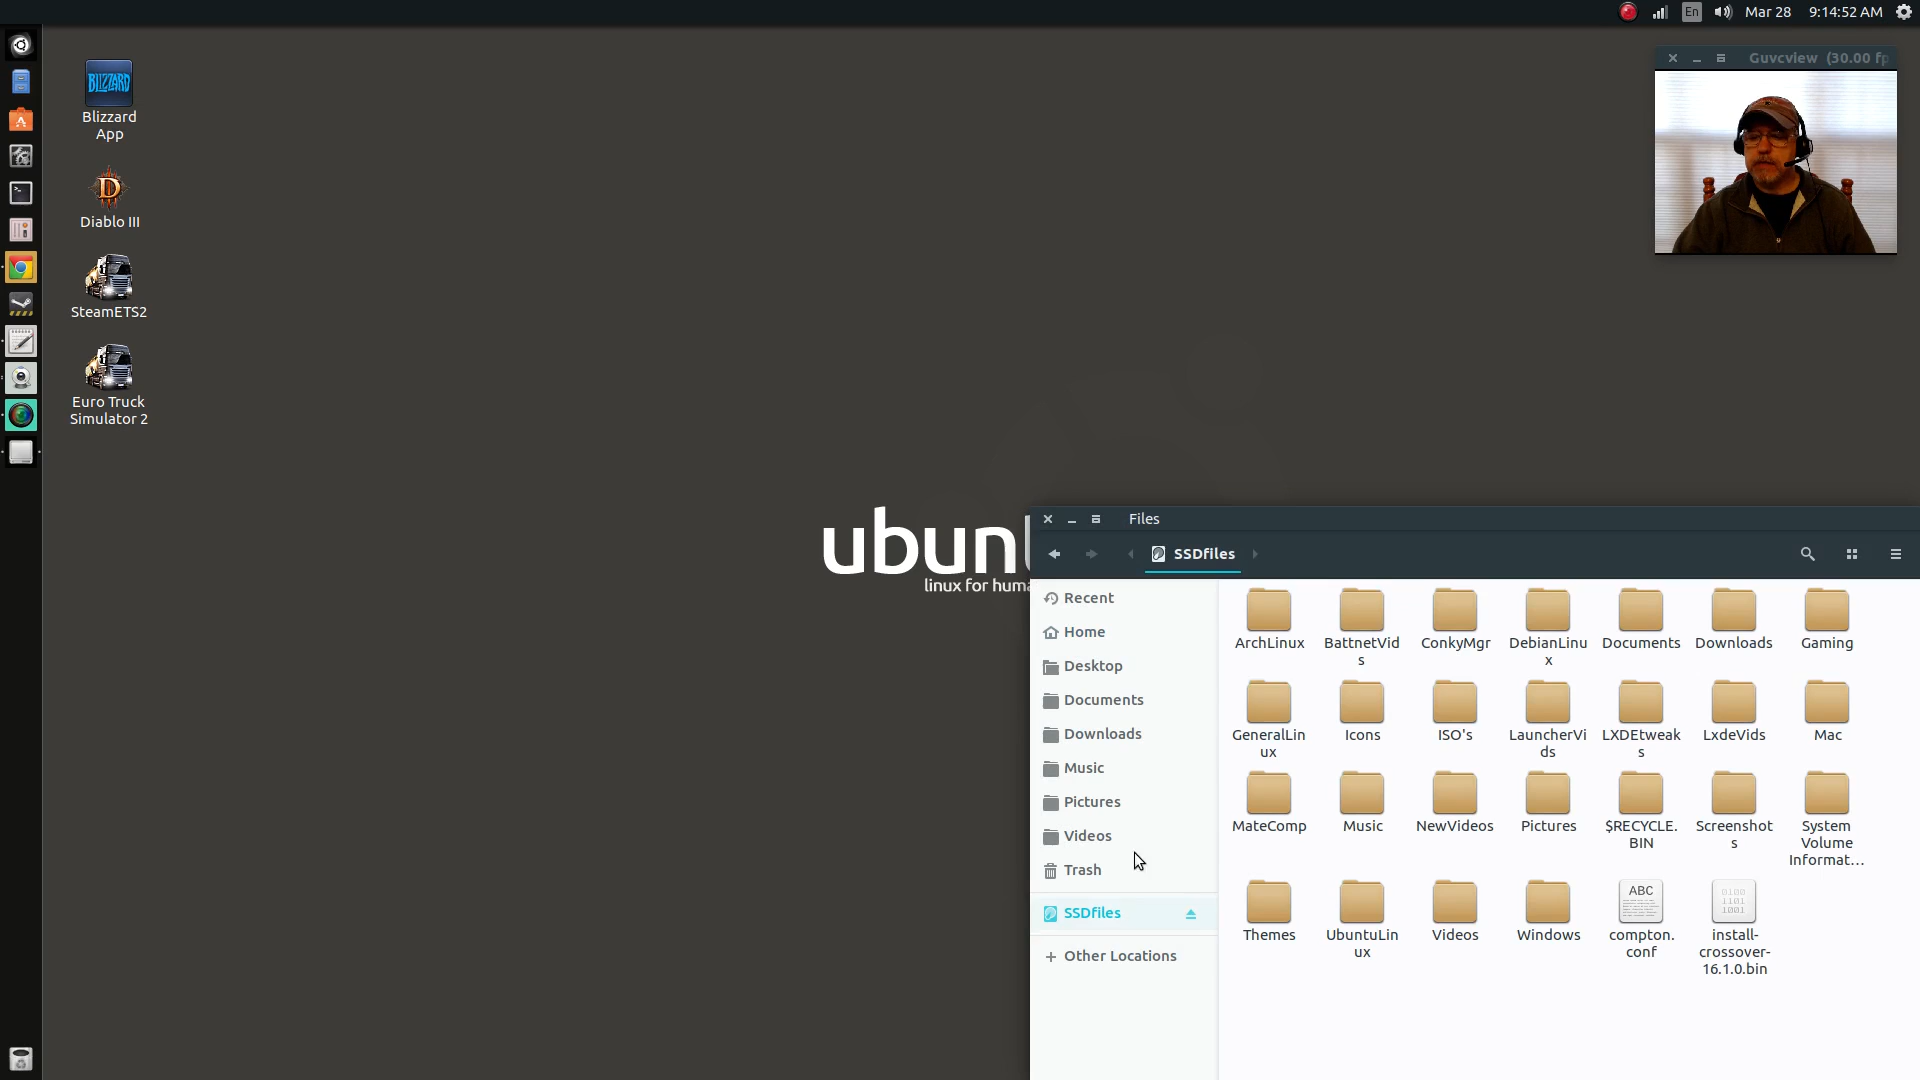 En
Mar 28
9:14:52 AM
Guvcview (30.00 fp
BLIZZARD
Blizzard
App
Diablo III
SteamETS2
Euro Truck
Simulator 2
ubun
linux for huma
Files
SSDfiles
Recent
Home
Desktop
Documents
Downloads
Music
Pictures
Videos
Trash
SSDfiles
Other Locations
ArchLinux
BattnetVid
s
ConkyMgr
DebianLinu
x
Documents
Downloads
Gaming
GeneralLin
ux
Icons
ISO's
LauncherVi
ds
LXDEtweak
s
LxdeVids
Mac
MateComp
Music
NewVideos
Pictures
$RECYCLE.
BIN
Screenshot
s
System
Volume
Informat...
Themes
UbuntuLin
ux
Videos
Windows
ABC
compton.
conf
0100
1101
1001
install-
crossover-
16.1.0.bin